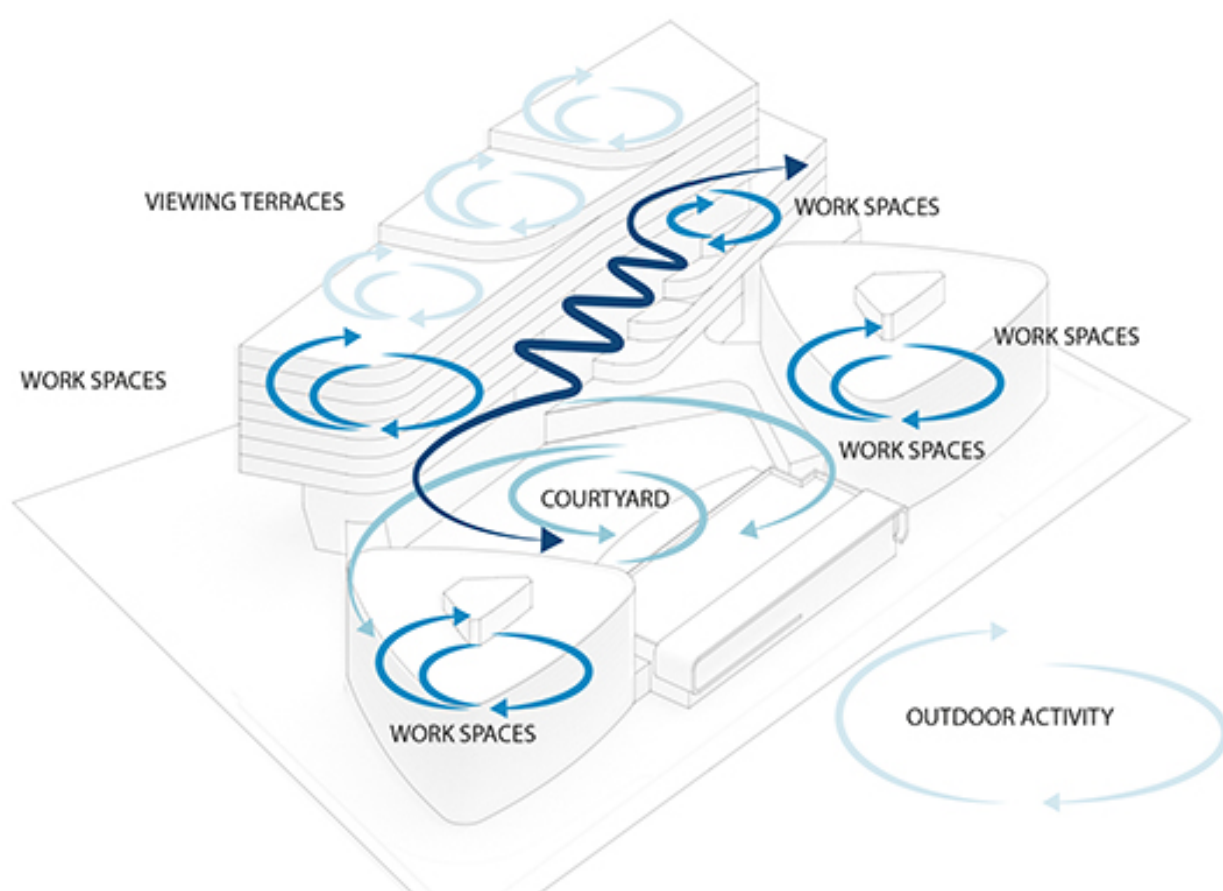 VIEWING TERRACES
WORK SPACES
WORK SPACES
WORK SPACES
WORK SPACES
COURTYARD
OUTDOOR ACTIVITY
WORK SPACES